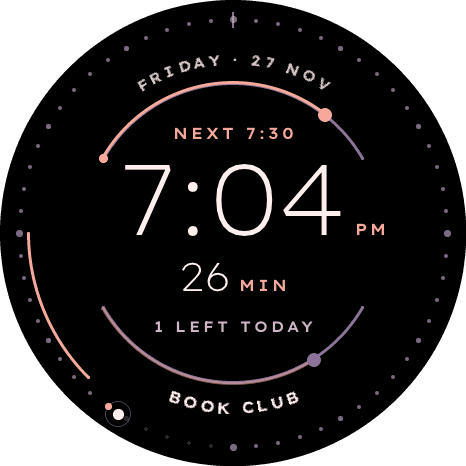 FRIDAY · 27 NOV
NEXT 7:30
7:04 PM
26 MIN
1 LEFT TODAY
BOOK CLUB